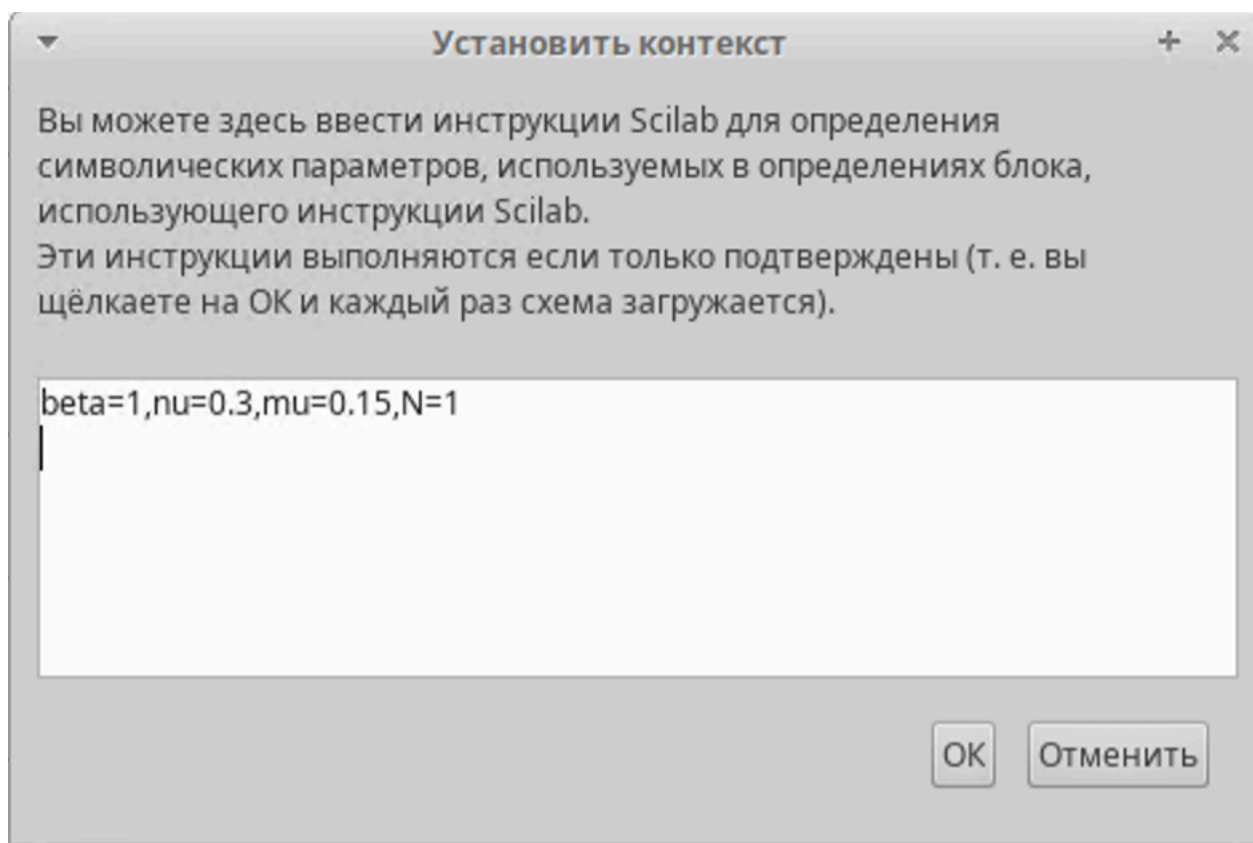 Установить контекст
Вы можете здесь ввести инструкции Scilab для определения
символических параметров, используемых в определениях блока,
использующего инструкции Scilab.
Эти инструкции выполняются если только подтверждены (т. е. вы
щёлкаете на ОК и каждый раз схема загружается).
beta=1,nu=0.3,mu=0.15,N=1
ОК Отменить